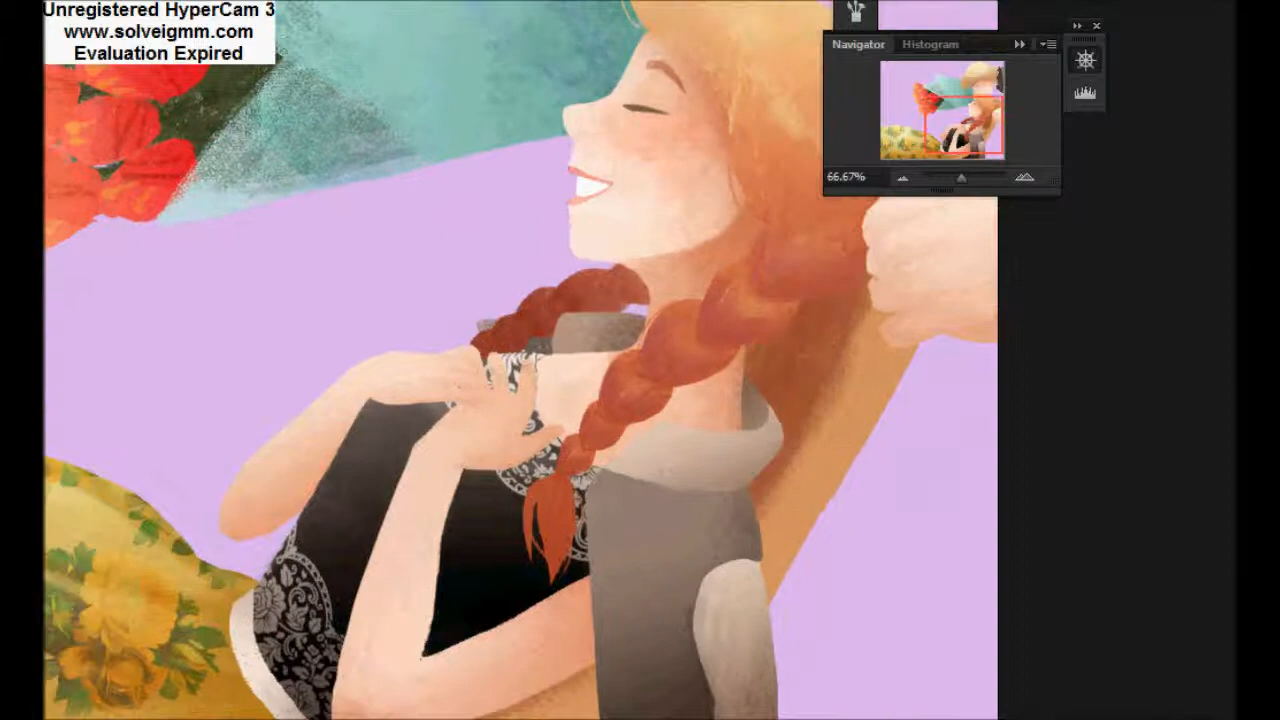 Unregistered HyperCam 3
www.solveigmm.com
Evaluation Expired
Navigator
Histogram
66.67%